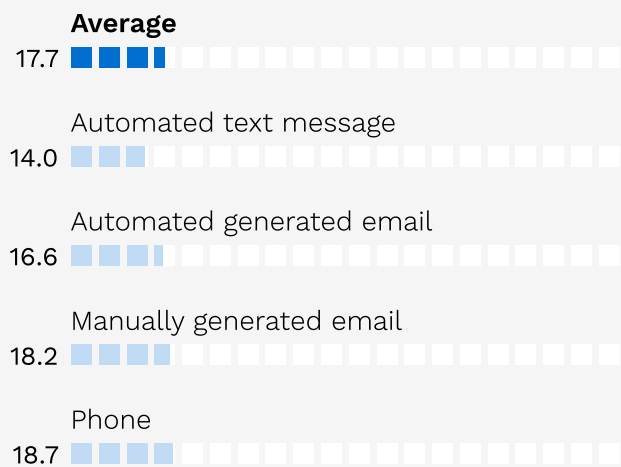 Average
17.7
Automated text message
14.0
Automated generated email
16.6
Manually generated email
18.2
Phone
18.7